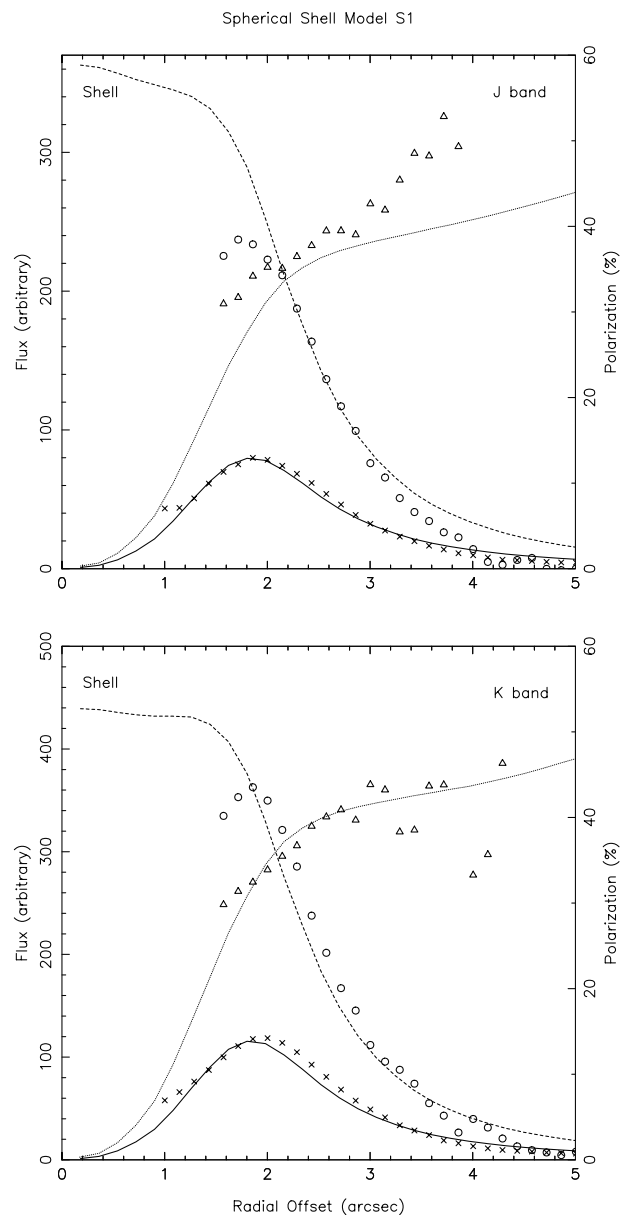 Spherical Shell Model S1
Shell
J band
Flux (arbitrary)
0
100
200
300
Polarization (%)
0
20
40
60
0 1 2 3 4 5
Shell
K band
Flux (arbitrary)
0
100
200
300
400
500
Polarization (%)
0
20
40
60
0 1 2 3 4 5
Radial Offset (arcsec)